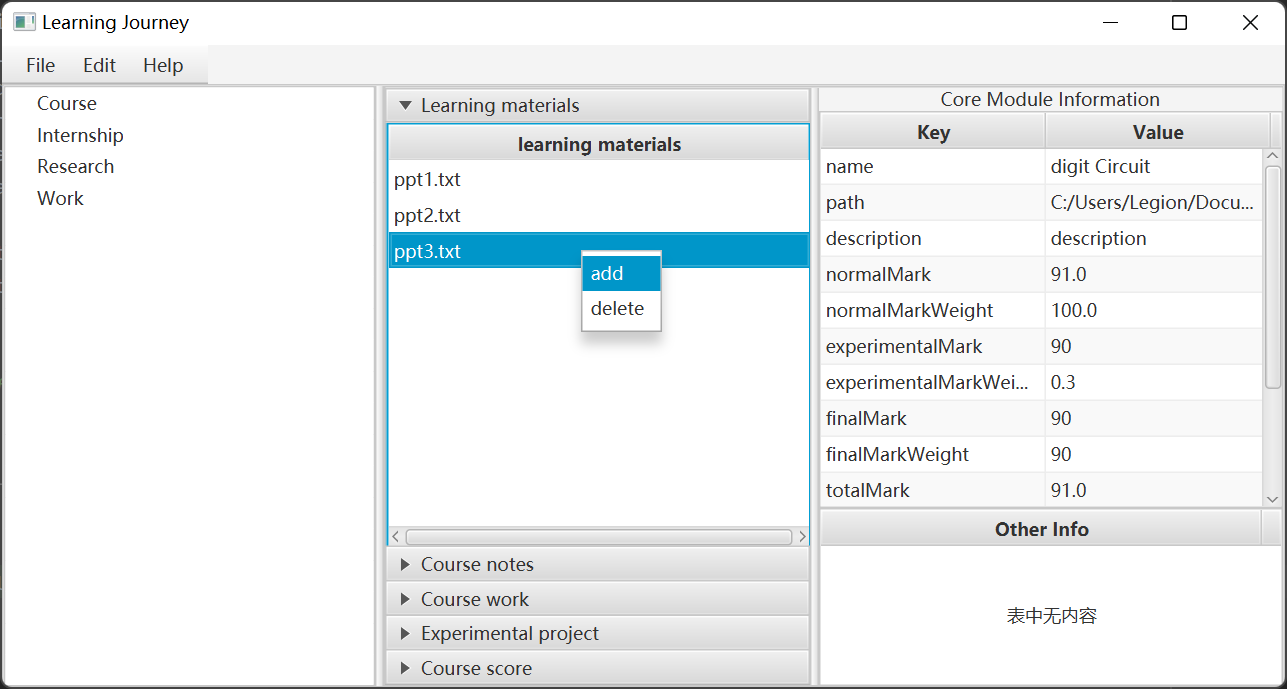 Learning Journey
File Edit Help
Course
Internship
Research
Work
Learning materials
learning materials
ppt1.txt
ppt2.txt
ppt3.txt
add
delete
Course notes
Course work
Experimental project
Course score
Core Module Information
Key Value
name digit Circuit
path C:/Users/Legion/Docu...
description description
normalMark 91.0
normalMarkWeight 100.0
experimentalMark 90
experimentalMarkWei... 0.3
finalMark 90
finalMarkWeight 90
totalMark 91.0
Other Info
表中无内容